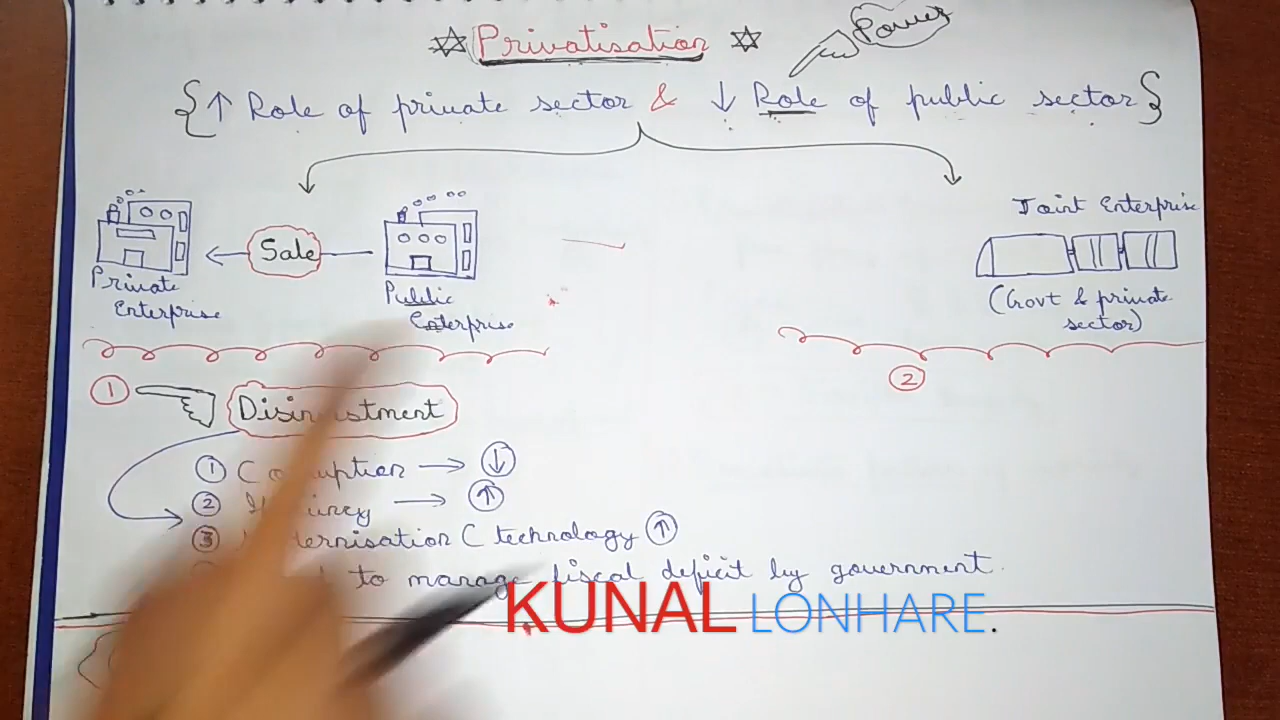 Privatisation
Power
{↑ Role of private sector & ↓ Role of public sector}
Joint Enterprise
(Govt & private sector)
Sale
Private Enterprise
Public Enterprise
① Disinvestment
②
① Corruption → ↓
② → ↑
③ technology ↑
to manage fiscal deficit by government.
KUNAL LONHARE.